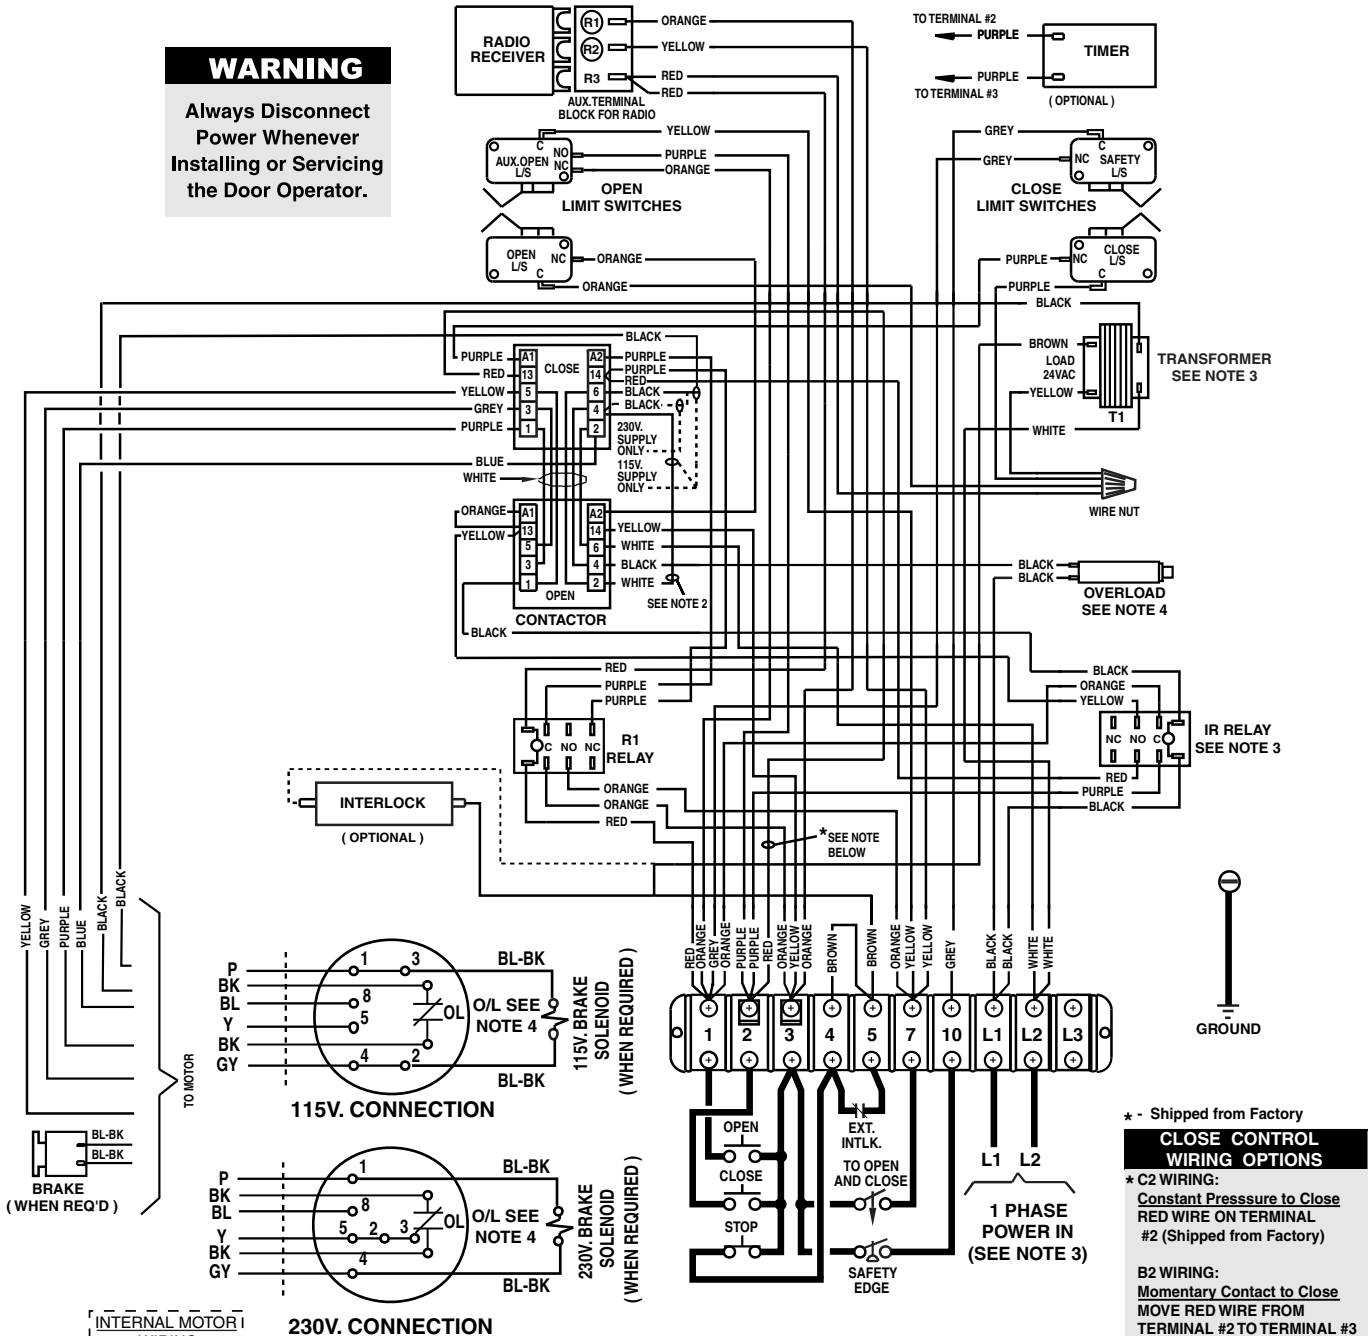 WARNING
Always Disconnect
Power Whenever
Installing or Servicing
the Door Operator.
RADIO
RECEIVER
R1
R2
R3
ORANGE
YELLOW
RED
RED
AUX.TERMINAL
BLOCK FOR RADIO
TO TERMINAL #2
PURPLE
PURPLE
TO TERMINAL #3
TIMER
( OPTIONAL )
C
NO
NC
AUX.OPEN
L/S
YELLOW
PURPLE
ORANGE
OPEN
LIMIT SWITCHES
OPEN
L/S
NC
C
ORANGE
ORANGE
GREY
GREY
C
NC
SAFETY
L/S
CLOSE
LIMIT SWITCHES
PURPLE
NC
CLOSE
L/S
C
PURPLE
BLACK
BROWN
LOAD
24VAC
YELLOW
T1
WHITE
TRANSFORMER
SEE NOTE 3
WIRE NUT
BLACK
PURPLE
RED
YELLOW
GREY
PURPLE
A1
13
5
3
1
CLOSE
A2
14
6
4
2
PURPLE
PURPLE
RED
BLACK
BLACK
230V.
SUPPLY
ONLY
115V.
SUPPLY
ONLY
BLUE
WHITE
ORANGE
YELLOW
A1
13
5
3
1
OPEN
A2
14
6
4
2
YELLOW
WHITE
BLACK
WHITE
SEE NOTE 2
CONTACTOR
BLACK
BLACK
BLACK
OVERLOAD
SEE NOTE 4
RED
PURPLE
PURPLE
C NO NC
R1
RELAY
ORANGE
ORANGE
RED
BLACK
ORANGE
YELLOW
NC NO C
IR RELAY
SEE NOTE 3
RED
PURPLE
BLACK
INTERLOCK
( OPTIONAL )
* SEE NOTE
BELOW
YELLOW
GREY
PURPLE
BLUE
BLACK
BLACK
TO MOTOR
BL-BK
BL-BK
BRAKE
( WHEN REQ'D )
P
BK
BL
Y
BK
GY
1
3
8
5
4
2
OL
BL-BK
O/L SEE
NOTE 4
BL-BK
115V. BRAKE
SOLENOID
( WHEN REQUIRED )
115V. CONNECTION
P
BK
BL
Y
BK
GY
1
8
5
2
3
4
OL
BL-BK
O/L SEE
NOTE 4
BL-BK
230V. BRAKE
SOLENOID
( WHEN REQUIRED )
230V. CONNECTION
INTERNAL MOTOR
RED
ORANGE
GREY
ORANGE
PURPLE
PURPLE
RED
ORANGE
YELLOW
ORANGE
BROWN
BROWN
ORANGE
YELLOW
YELLOW
GREY
BLACK
BLACK
WHITE
WHITE
1 2 3 4 5 7 10 L1 L2 L3
OPEN
CLOSE
STOP
EXT.
INTLK.
TO OPEN
AND CLOSE
SAFETY
EDGE
L1 L2
1 PHASE
POWER IN
(SEE NOTE 3)
GROUND
* - Shipped from Factory
CLOSE CONTROL
WIRING OPTIONS
* C2 WIRING:
Constant Presssure to Close
RED WIRE ON TERMINAL
#2 (Shipped from Factory)
B2 WIRING:
Momentary Contact to Close
MOVE RED WIRE FROM
TERMINAL #2 TO TERMINAL #3